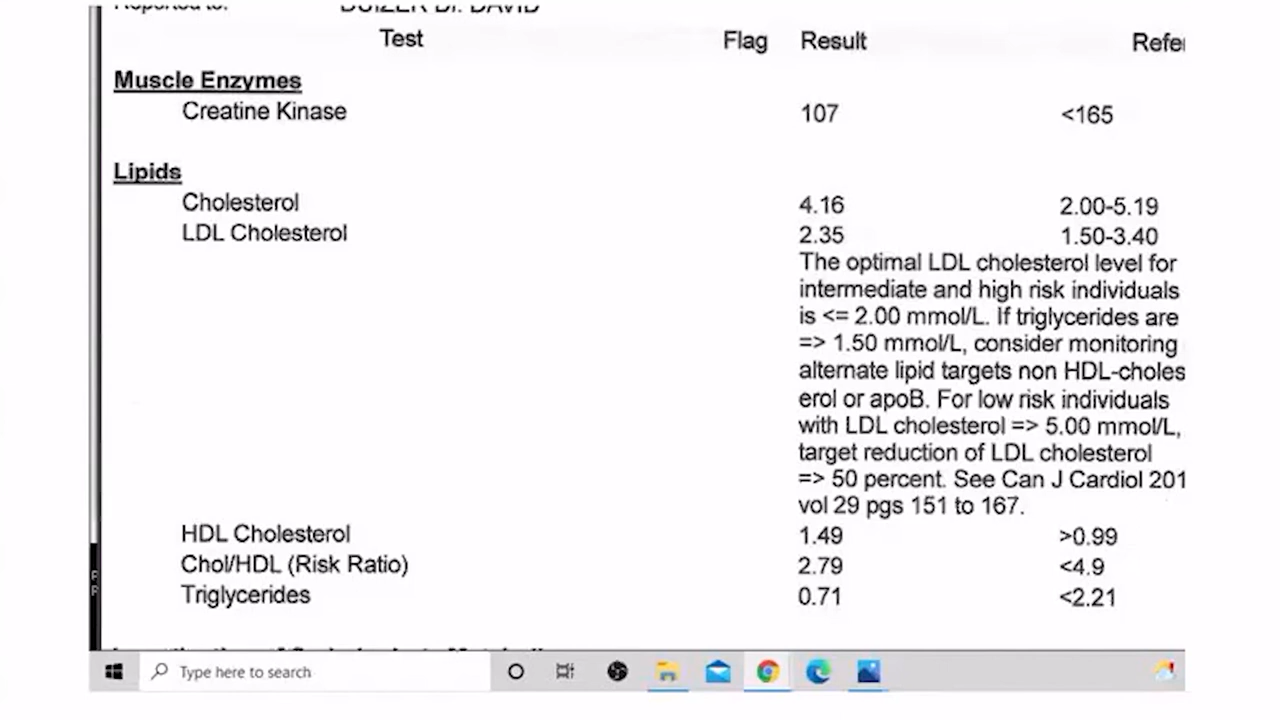 Test Flag Result
Muscle Enzymes
Creatine Kinase 107 <165
Lipids
Cholesterol 4.16 2.00-5.19
LDL Cholesterol 2.35 1.50-3.40
The optimal LDL cholesterol level for
intermediate and high risk individuals
is <= 2.00 mmol/L. If triglycerides are
=> 1.50 mmol/L, consider monitoring
alternate lipid targets non HDL-choles
erol or apoB. For low risk individuals
with LDL cholesterol => 5.00 mmol/L,
target reduction of LDL cholesterol
=> 50 percent. See Can J Cardiol 201
vol 29 pgs 151 to 167.
HDL Cholesterol 1.49 >0.99
Chol/HDL (Risk Ratio) 2.79 <4.9
Triglycerides 0.71 <2.21
Type here to search